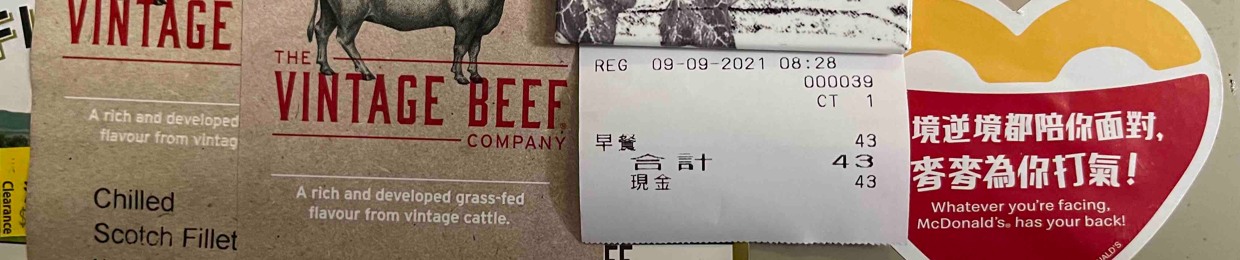 VINTAGE
A rich and developed
flavour from vintag
Chilled
Scotch Fillet
Clearance
THE
VINTAGE BEEF
COMPANY
A rich and developed grass-fed
flavour from vintage cattle.
REG 09-09-2021 08:28
000039
CT 1
早餐 43
合計 43
現金 43
境逆境都陪你面對,
麥麥為你打氣!
Whatever you're facing,
McDonald's® has your back!